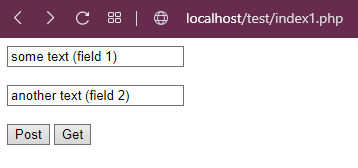 localhost/test/index1.php
some text (field 1)
another text (field 2)
Post Get